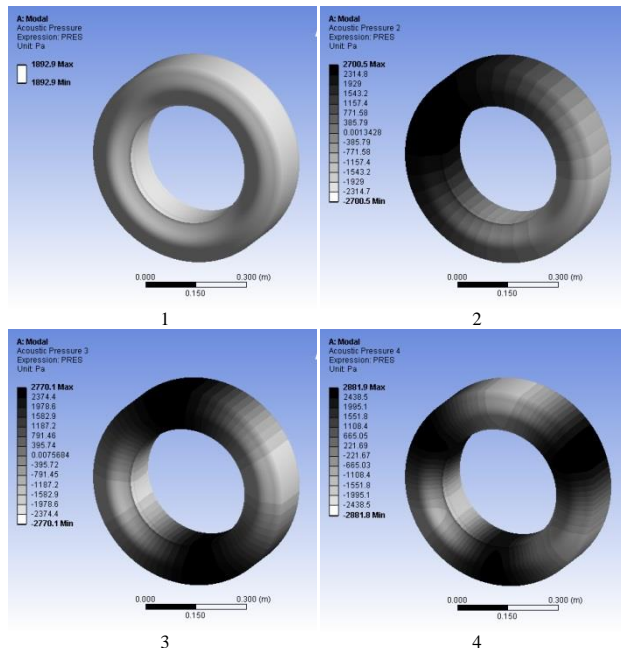 A: Modal
Acoustic Pressure
Expression: PRES
Unit: Pa
1892.9 Max
1892.9 Min
0.000
0.300 (m)
0.150
1
A: Modal
Acoustic Pressure 2
Expression: PRES
Unit: Pa
2700.5 Max
2314.8
1929
1543.2
1157.4
771.58
385.79
0.0013428
-385.79
-771.58
-1157.4
-1543.2
-1929
-2314.7
-2700.5 Min
0.000
0.300 (m)
0.150
2
A: Modal
Acoustic Pressure 3
Expression: PRES
Unit: Pa
2770.1 Max
2374.4
1978.6
1582.9
1187.2
791.46
395.74
0.0075684
-395.72
-791.45
-1187.2
-1582.9
-1978.6
-2374.4
-2770.1 Min
0.000
0.300 (m)
0.150
3
A: Modal
Acoustic Pressure 4
Expression: PRES
Unit: Pa
2881.9 Max
2438.5
1995.1
1551.8
1108.4
665.05
221.69
-221.67
-665.03
-1108.4
-1551.8
-1995.1
-2438.5
-2881.8 Min
0.000
0.300 (m)
0.150
4